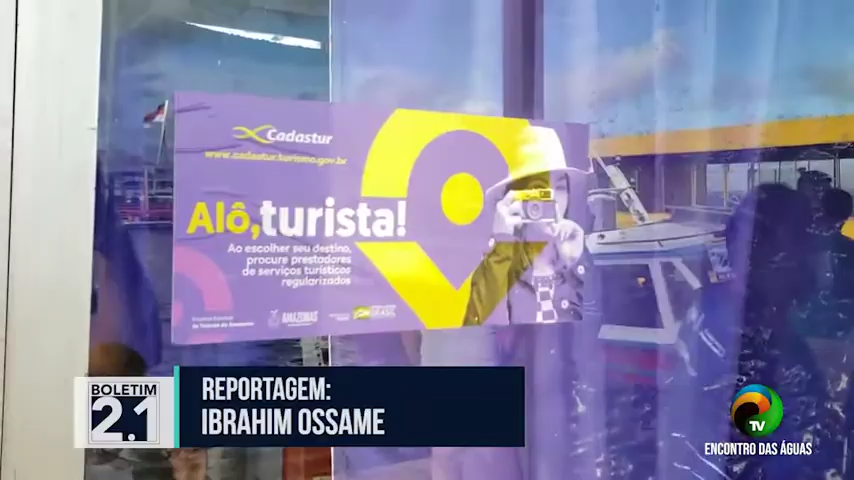 Cadastur
www.cadastur.turismo.gov.br
Alô, turista!
Ao escolher seu destino,
procure prestadores
de serviços turísticos
regularizados
AMAZONAS
BRASIL
BOLETIM
2.1
REPORTAGEM:
IBRAHIM OSSAME
TV
ENCONTRO DAS ÁGUAS